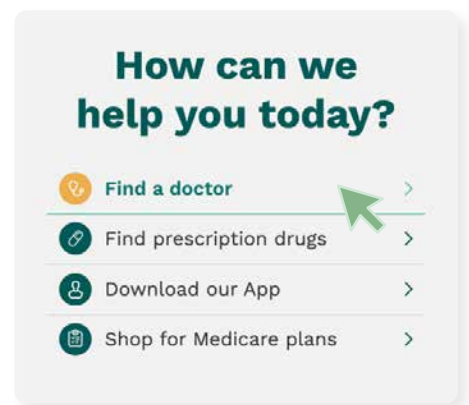 How can we
help you today?
Find a doctor
Find prescription drugs
Download our App
Shop for Medicare plans